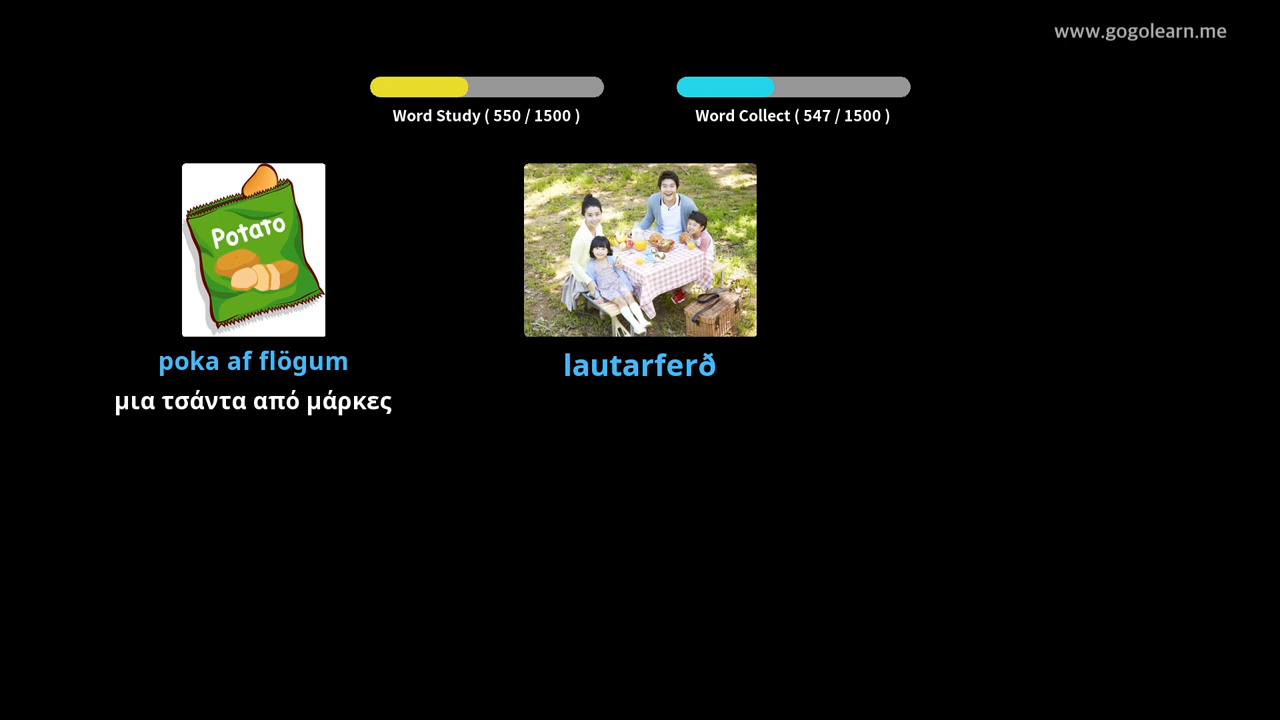 www.gogolearn.me
Word Study ( 550 / 1500 )
Word Collect ( 547 / 1500 )
Potato
poka af flögum
μια τσάντα από μάρκες
lautarferð